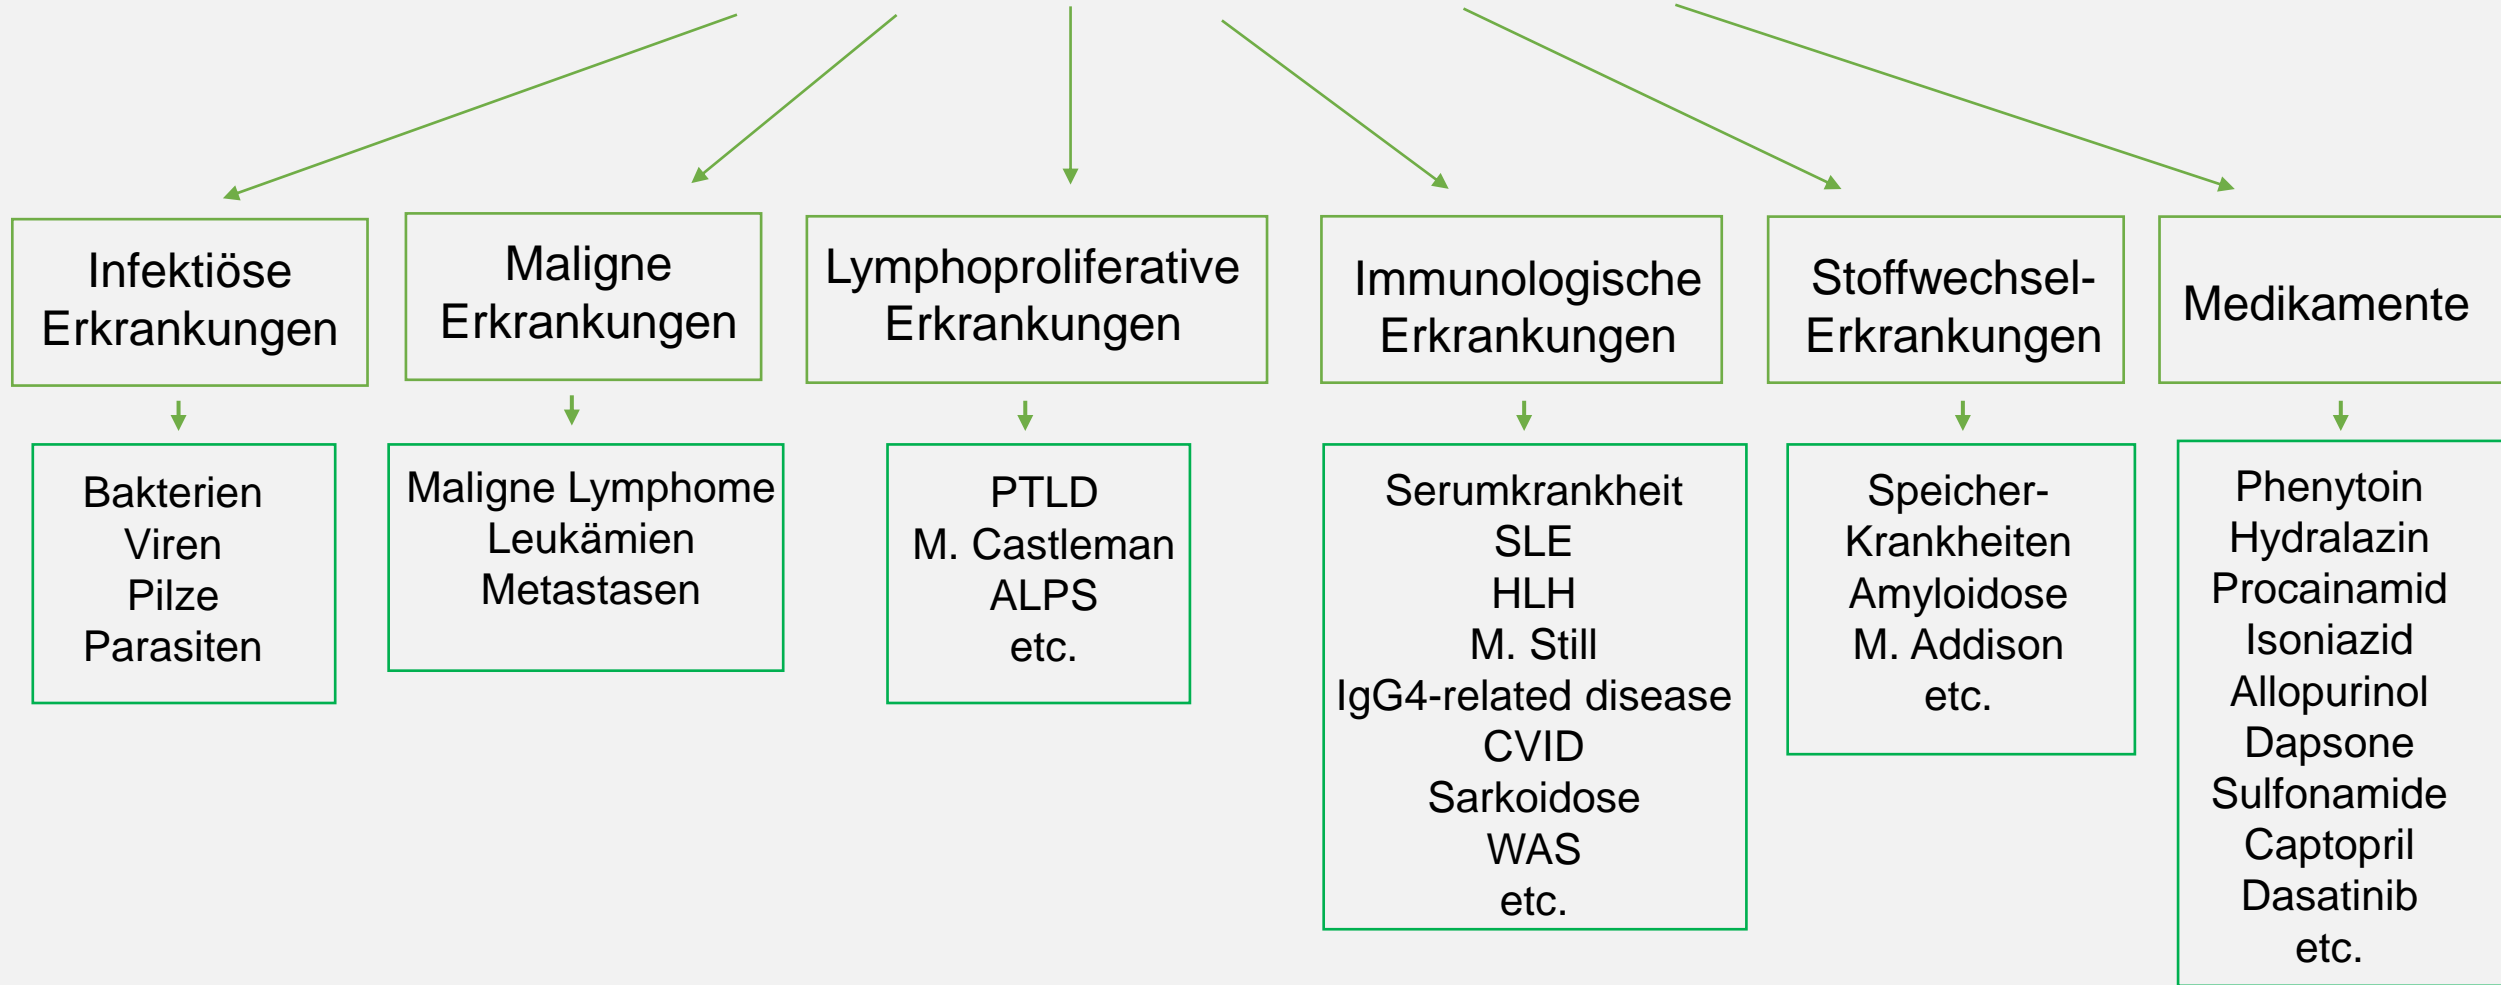 Infektiöse
Erkrankungen
Maligne
Erkrankungen
Lymphoproliferative
Erkrankungen
Immunologische
Erkrankungen
Stoffwechsel-
Erkrankungen
Medikamente
Bakterien
Viren
Pilze
Parasiten
Maligne Lymphome
Leukämien
Metastasen
PTLD
M. Castleman
ALPS
etc.
Serumkrankheit
SLE
HLH
M. Still
IgG4-related disease
CVID
Sarkoidose
WAS
etc.
Speicher-
Krankheiten
Amyloidose
M. Addison
etc.
Phenytoin
Hydralazin
Procainamid
Isoniazid
Allopurinol
Dapsone
Sulfonamide
Captopril
Dasatinib
etc.